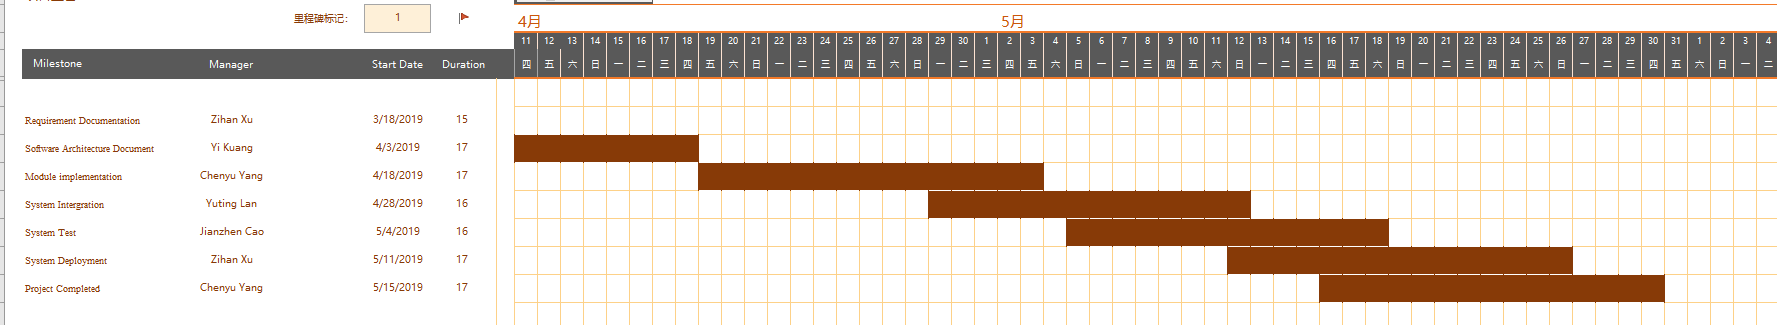 里程碑标记： 1
4月 5月
11 12 13 14 15 16 17 18 19 20 21 22 23 24 25 26 27 28 29 30 1 2 3 4 5 6 7 8 9 10 11 12 13 14 15 16 17 18 19 20 21 22 23 24 25 26 27 28 29 30 31 1 2 3 4
Milestone Manager Start Date Duration 四 五 六 日 一 二 三 四 五 六 日 一 二 三 四 五 六 日 一 二 三 四 五 六 日 一 二 三 四 五 六 日 一 二 三 四 五 六 日 一 二 三 四 五 六 日 一 二 三 四 五 六 日 一 二
Requirement Documentation Zihan Xu 3/18/2019 15
Software Architecture Document Yi Kuang 4/3/2019 17
Module implementation Chenyu Yang 4/18/2019 17
System Intergration Yuting Lan 4/28/2019 16
System Test Jianzhen Cao 5/4/2019 16
System Deployment Zihan Xu 5/11/2019 17
Project Completed Chenyu Yang 5/15/2019 17